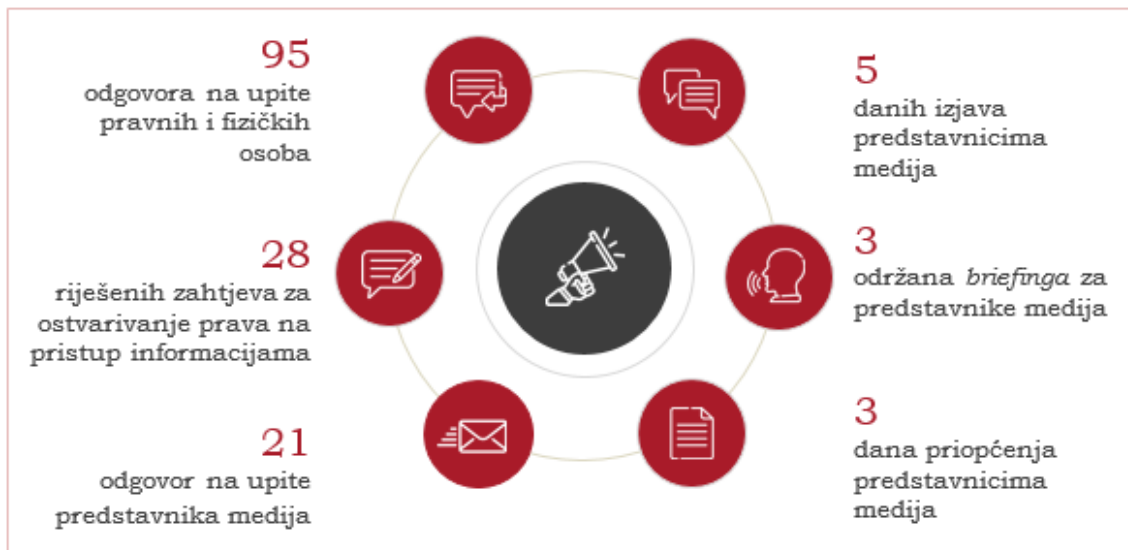 95
odgovora na upite
pravnih i fizičkih
osoba
28
riješenih zahtjeva za
ostvarivanje prava na
pristup informacijama
21
odgovor na upite
predstavnika medija
5
danih izjava
predstavnicima
medija
3
održana briefinga za
predstavnike medija
3
dana priopćenja
predstavnicima
medija